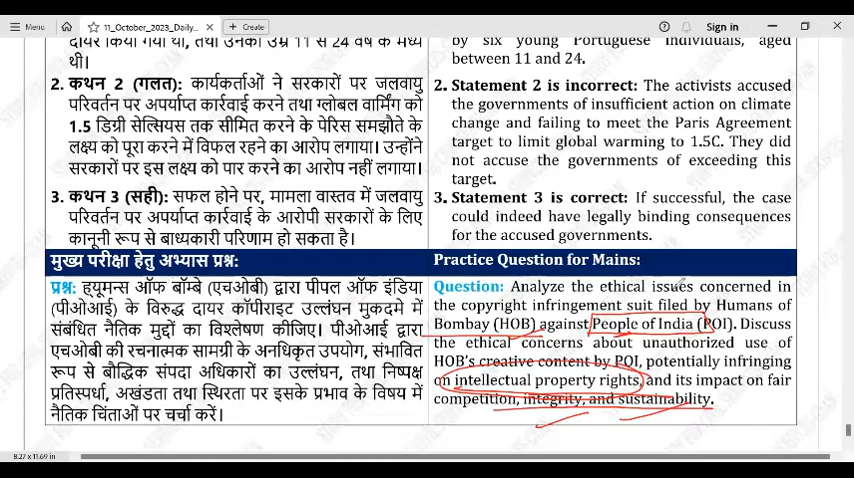 Menu
11_October_2023_Daily...
+ Create
Sign in
दायर किया गया था, तथा उनकी उम्र 11 से 24 वर्ष के मध्य
थी।
2. कथन 2 (गलत): कार्यकर्ताओं ने सरकारों पर जलवायु
परिवर्तन पर अपर्याप्त कार्रवाई करने तथा ग्लोबल वार्मिंग को
1.5 डिग्री सेल्सियस तक सीमित करने के पेरिस समझौते के
लक्ष्य को पूरा करने में विफल रहने का आरोप लगाया। उन्होंने
सरकारों पर इस लक्ष्य को पार करने का आरोप नहीं लगाया।
3. कथन 3 (सही): सफल होने पर, मामला वास्तव में जलवायु
परिवर्तन पर अपर्याप्त कार्रवाई के आरोपी सरकारों के लिए
कानूनी रूप से बाध्यकारी परिणाम हो सकता है।
by six young Portuguese individuals, aged
between 11 and 24.
2. Statement 2 is incorrect: The activists accused
the governments of insufficient action on climate
change and failing to meet the Paris Agreement
target to limit global warming to 1.5C. They did
not accuse the governments of exceeding this
target.
3. Statement 3 is correct: If successful, the case
could indeed have legally binding consequences
for the accused governments.
मुख्य परीक्षा हेतु अभ्यास प्रश्न:
Practice Question for Mains:
प्रश्न: ह्यूमन्स ऑफ बॉम्बे (एचओबी) द्वारा पीपल ऑफ इंडिया
(पीओआई) के विरुद्ध दायर कॉपीराइट उल्लंघन मुकदमे में
संबंधित नैतिक मुद्दों का विश्लेषण कीजिए। पीओआई द्वारा
एचओबी की रचनात्मक सामग्री के अनधिकृत उपयोग, संभावित
रूप से बौद्धिक संपदा अधिकारों का उल्लंघन, तथा निष्पक्ष
प्रतिस्पर्धा, अखंडता तथा स्थिरता पर इसके प्रभाव के विषय में
नैतिक चिंताओं पर चर्चा करें।
Question: Analyze the ethical issues concerned in
the copyright infringement suit filed by Humans of
Bombay (HOB) against People of India (POI). Discuss
the ethical concerns about unauthorized use of
HOB's creative content by POI, potentially infringing
on intellectual property rights, and its impact on fair
competition, integrity, and sustainability.
8.27 x 11.69 in